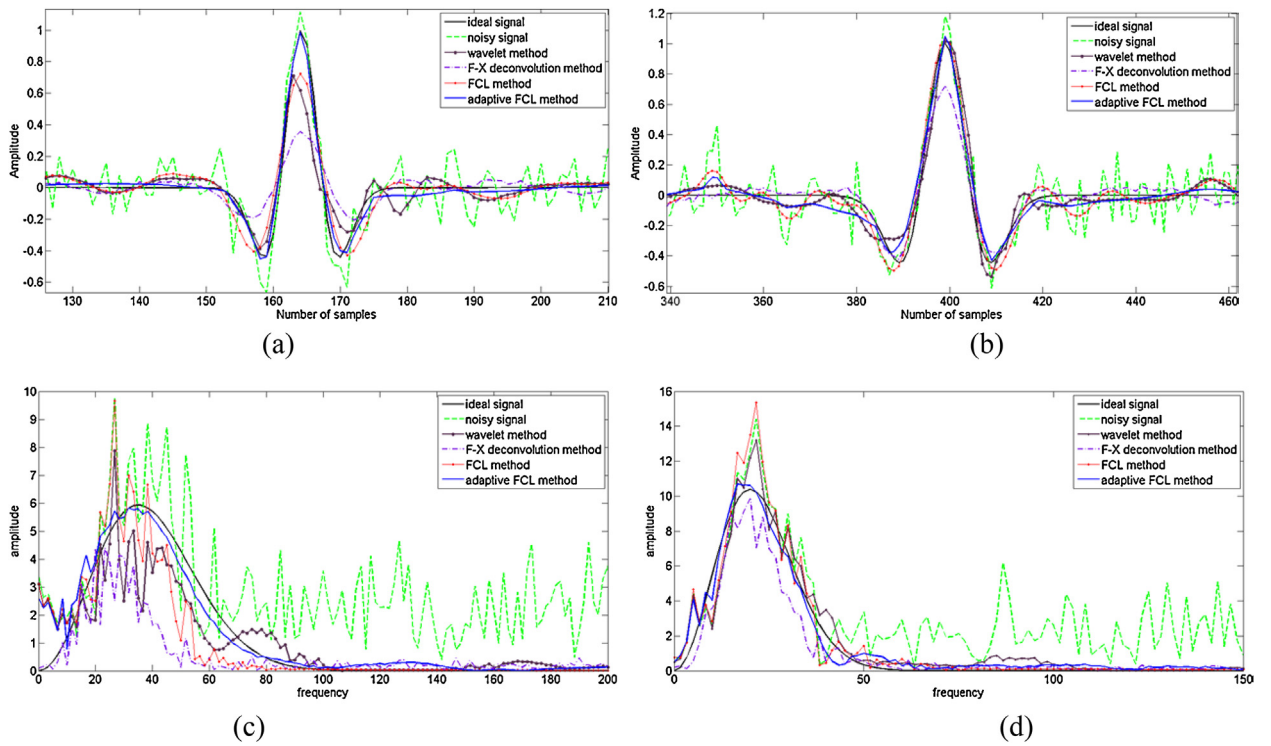 1
0.8
0.6
0.4
0.2
0
-0.2
-0.4
-0.6
Amplitude
130 140 150 160 170 180 190 200 210
Number of samples
ideal signal
noisy signal
wavelet method
F-X deconvolution method
FCL method
adaptive FCL method
(a)
1.2
1
0.8
0.6
0.4
0.2
0
-0.2
-0.4
-0.6
Amplitude
340 360 380 400 420 440 460
Number of samples
ideal signal
noisy signal
wavelet method
F-X deconvolution method
FCL method
adaptive FCL method
(b)
10
9
8
7
6
5
4
3
2
1
0
amplitude
0 20 40 60 80 100 120 140 160 180 200
frequency
ideal signal
noisy signal
wavelet method
F-X deconvolution method
FCL method
adaptive FCL method
(c)
16
14
12
10
8
6
4
2
0
amplitude
0 50 100 150
frequency
ideal signal
noisy signal
wavelet method
F-X deconvolution method
FCL method
adaptive FCL method
(d)